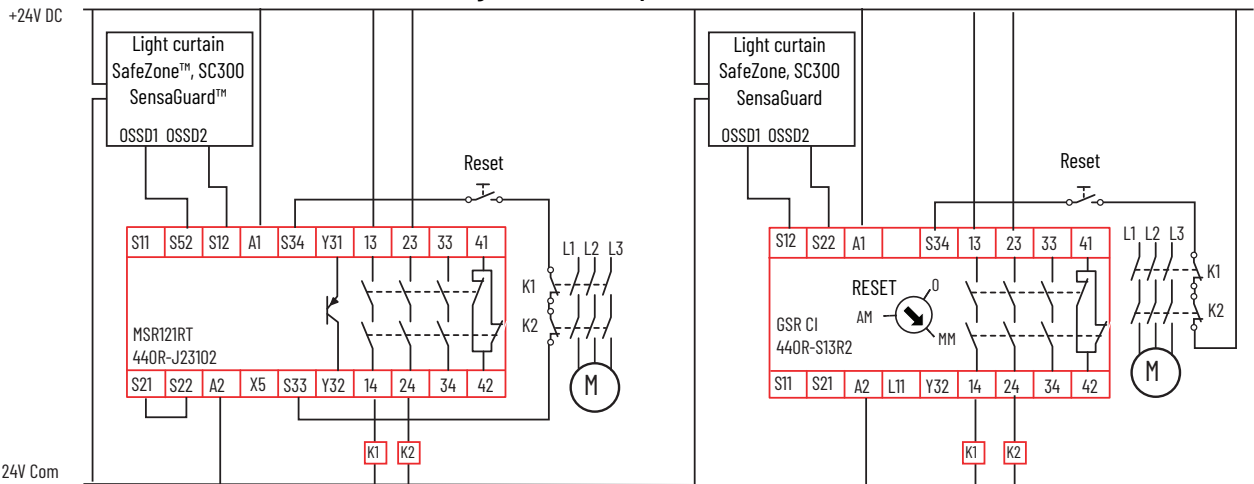 +24V DC
Light curtain
SafeZone™, SC300
SensaGuard™
OSSD1 OSSD2
Reset
S11 S52 S12 A1 S34 Y31 13 23 33 41
L1 L2 L3
K1
K2
MSR121RT
440R-J23102
S21 S22 A2 X5 S33 Y32 14 24 34 42
M
K1 K2
24V Com
Light curtain
SafeZone, SC300
SensaGuard
OSSD1 OSSD2
Reset
S12 S22 A1 S34 13 23 33 41
L1 L2 L3
K1
K2
RESET
0
AM
MM
GSR CI
440R-S13R2
S11 S21 A2 L11 Y32 14 24 34 42
M
K1 K2